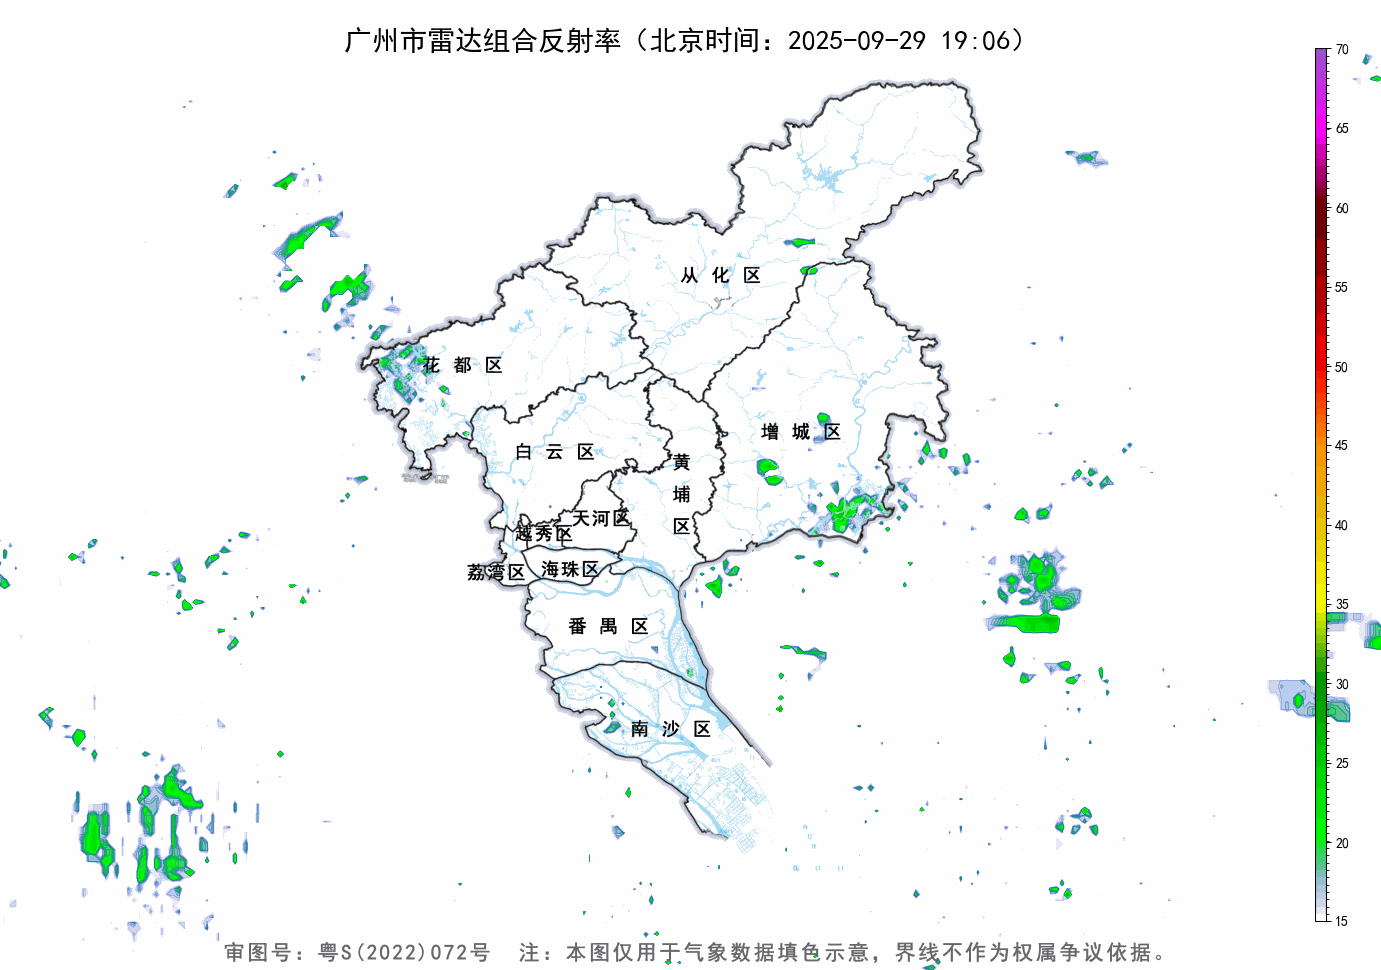 广州市雷达组合反射率（北京时间：2025-09-29 19:06）
70
65
60
55
50
45
40
35
30
25
20
15
从化区
花都区
增城区
白云区
黄埔区
天河区
越秀区
荔湾区
海珠区
番禺区
南沙区
审图号：粤S(2022)072号 注：本图仅用于气象数据填色示意，界线不作为权属争议依据。